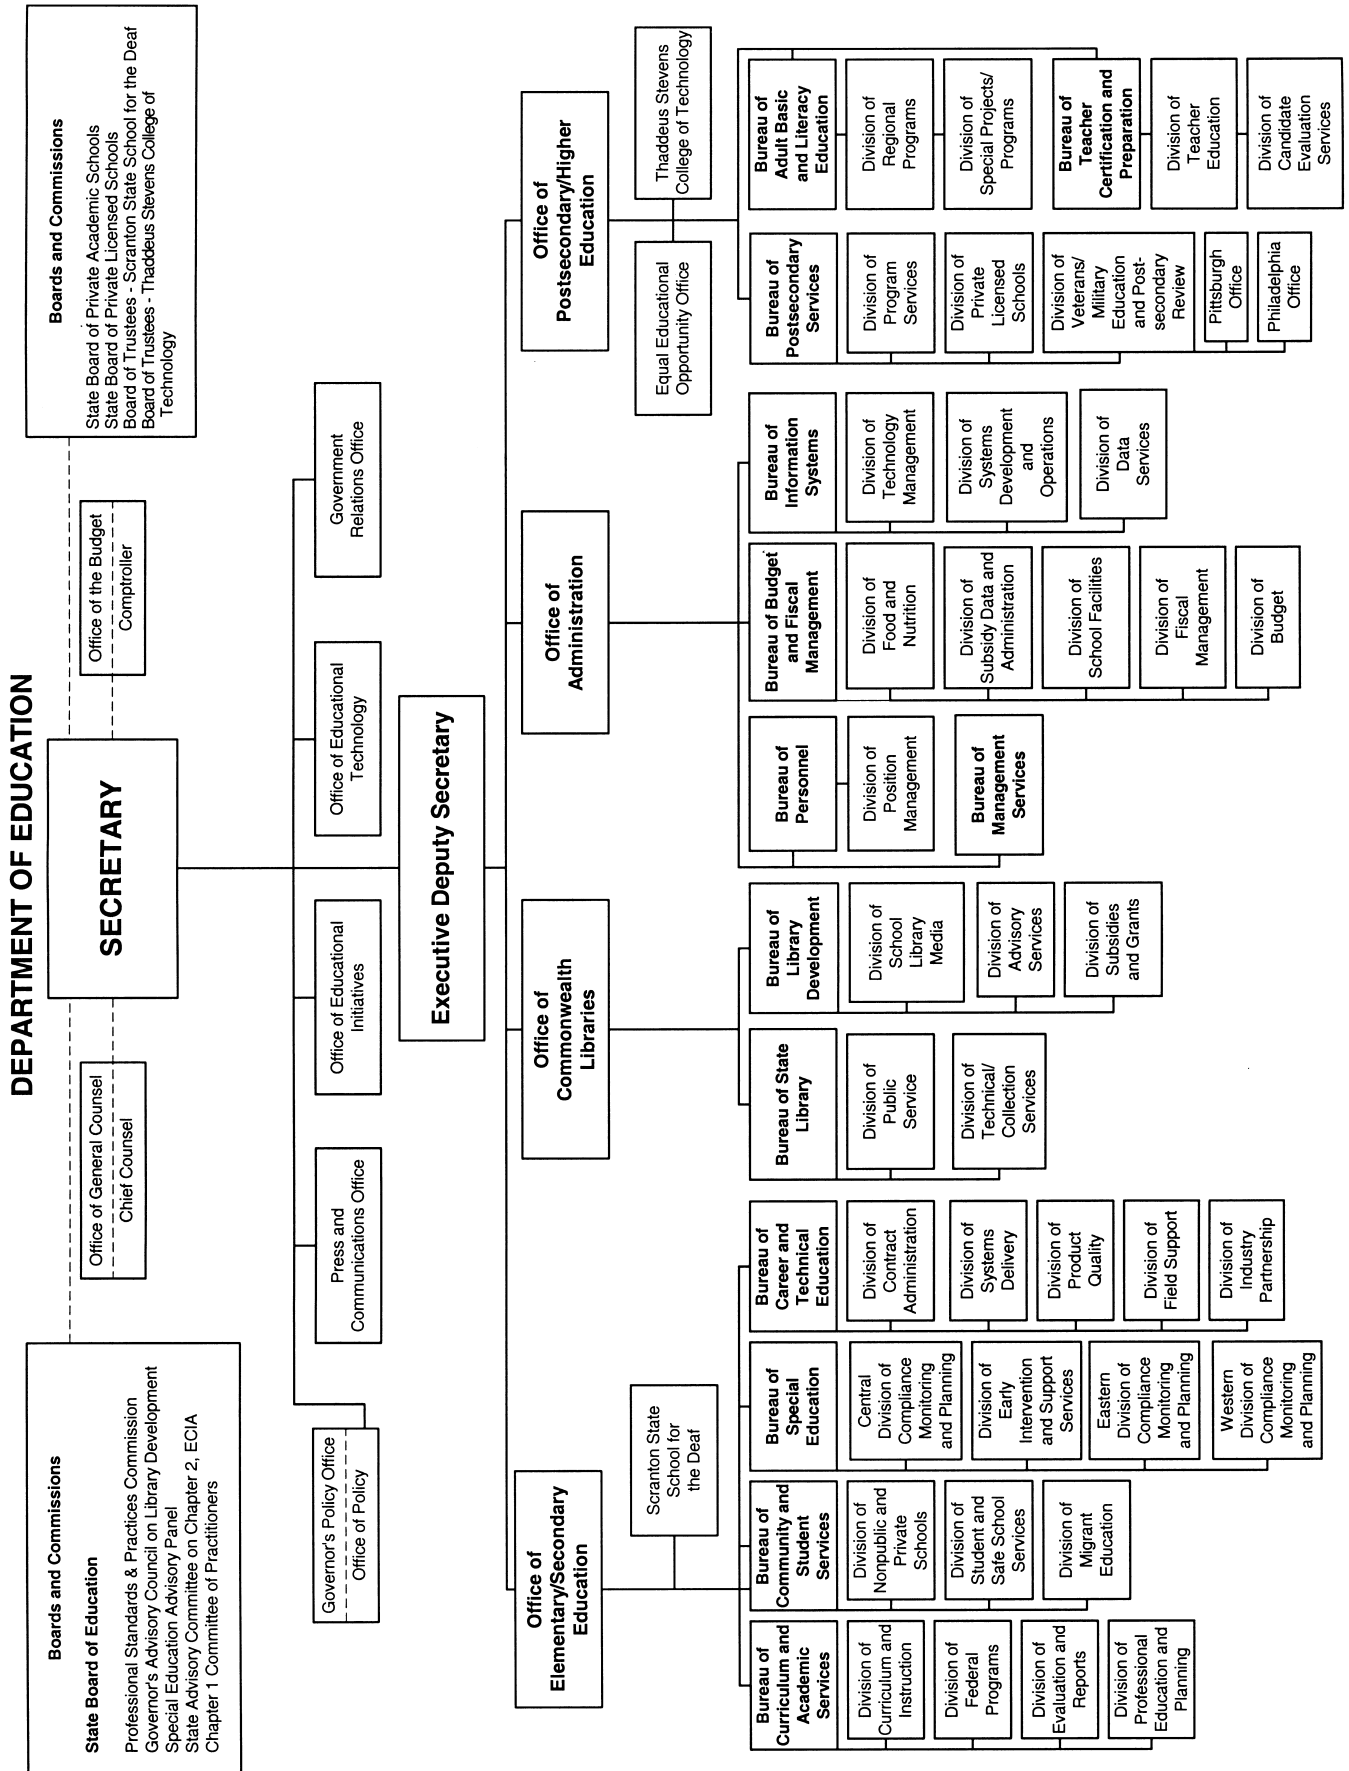 DEPARTMENT OF EDUCATION
Boards and Commissions
State Board of Education
Professional Standards & Practices Commission
Governor's Advisory Council on Library Development
Special Education Advisory Panel
State Advisory Committee on Chapter 2, ECIA
Chapter 1 Committee of Practitioners
Office of General Counsel
Chief Counsel
SECRETARY
Office of the Budget
Comptroller
Boards and Commissions
State Board of Private Academic Schools
State Board of Private Licensed Schools
Board of Trustees - Scranton State School for the Deaf
Board of Trustees - Thaddeus Stevens College of
Technology
Governor's Policy Office
Office of Policy
Press and
Communications Office
Office of Educational
Initiatives
Office of Educational
Technology
Government
Relations Office
Executive Deputy Secretary
Office of
Elementary/Secondary
Education
Office of
Commonwealth
Libraries
Office of
Administration
Office of
Postsecondary/Higher
Education
Scranton State
School for
the Deaf
Equal Educational
Opportunity Office
Thaddeus Stevens
College of Technology
Bureau of
Curriculum and
Academic
Services
Division of
Curriculum and
Instruction
Division of
Federal
Programs
Division of
Evaluation and
Reports
Division of
Professional
Education and
Planning
Bureau of
Community and
Student
Services
Division of
Nonpublic and
Private
Schools
Division of
Student and
Safe School
Services
Division of
Migrant
Education
Bureau of
Special
Education
Central
Division of
Compliance
Monitoring
and Planning
Division of
Early
Intervention
and Support
Services
Eastern
Division of
Compliance
Monitoring
and Planning
Western
Division of
Compliance
Monitoring
and Planning
Bureau of
Career and
Technical
Education
Division of
Contract
Administration
Division of
Systems
Delivery
Division of
Product
Quality
Division of
Field Support
Division of
Industry
Partnership
Bureau of State
Library
Division of
Public
Service
Division of
Technical/
Collection
Services
Bureau of
Library
Development
Division of
School
Library
Media
Division of
Advisory
Services
Division of
Subsidies
and Grants
Bureau of
Personnel
Division of
Position
Management
Bureau of
Management
Services
Bureau of Budget
and Fiscal
Management
Division of
Food and
Nutrition
Division of
Subsidy Data and
Administration
Division of
School Facilities
Division of
Fiscal
Management
Division of
Budget
Bureau of
Information
Systems
Division of
Technology
Management
Division of
Systems
Development
and
Operations
Division of
Data
Services
Bureau of
Postsecondary
Services
Division of
Program
Services
Division of
Private
Licensed
Schools
Division of
Veterans/
Military
Education
and Post-
secondary
Review
Pittsburgh
Office
Philadelphia
Office
Bureau of
Adult Basic
and Literacy
Education
Division of
Regional
Programs
Division of
Special Projects/
Programs
Bureau of
Teacher
Certification and
Preparation
Division of
Teacher
Education
Division of
Candidate
Evaluation
Services